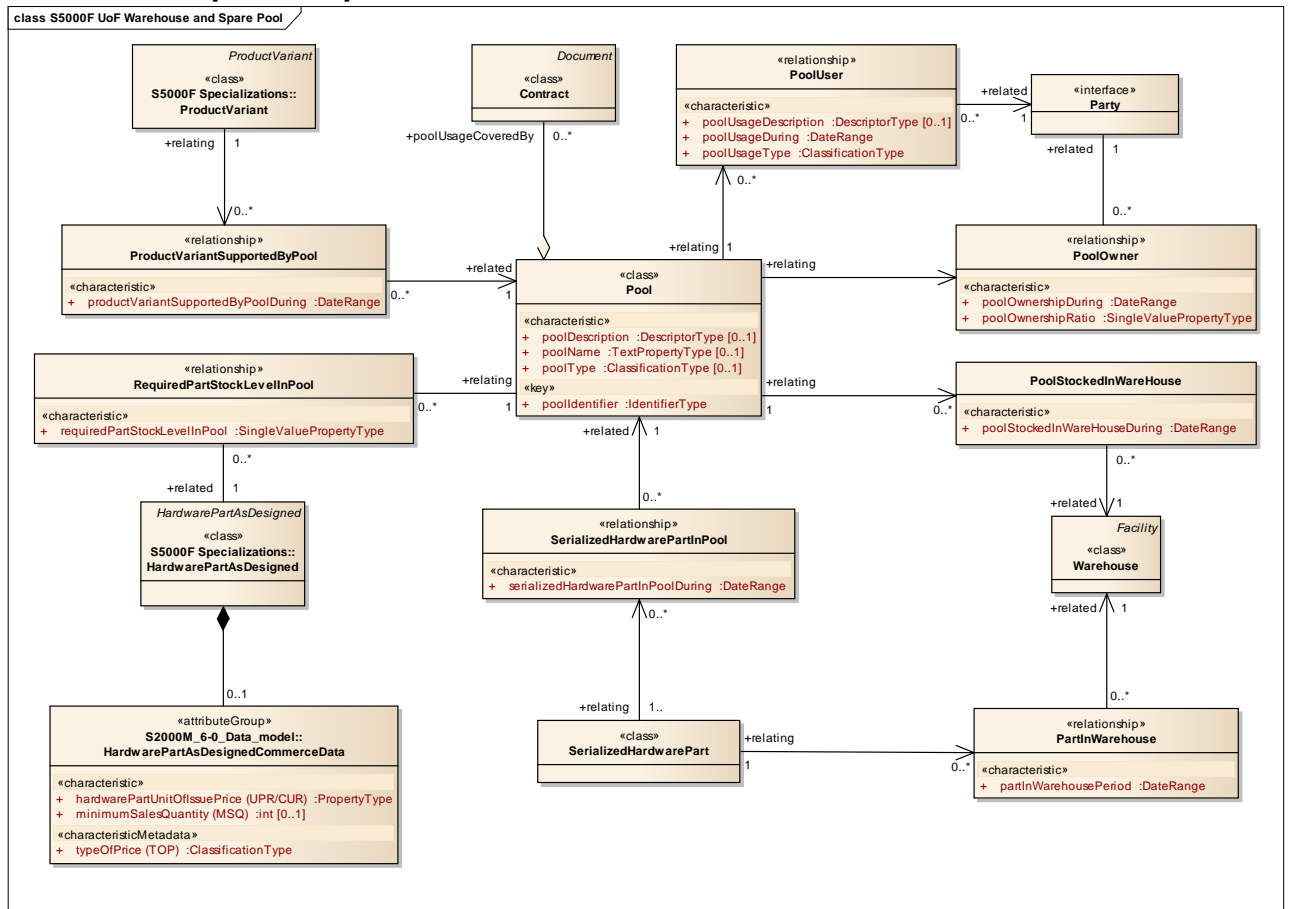 class S5000F UoF Warehouse and Spare Pool
ProductVariant
«class»
S5000F Specializations::
ProductVariant
+relating
1
0..*
Document
«class»
Contract
+poolUsageCoveredBy
0..*
«relationship»
PoolUser
«characteristic»
+ poolUsageDescription :DescriptorType [0..1]
+ poolUsageDuring :DateRange
+ poolUsageType :ClassificationType
+related
0..*
1
«interface»
Party
+related
1
0..*
0..*
+relating
1
«relationship»
ProductVariantSupportedByPool
«characteristic»
+ productVariantSupportedByPoolDuring :DateRange
+related
0..*
1
«class»
Pool
«characteristic»
+ poolDescription :DescriptorType [0..1]
+ poolName :TextPropertyType [0..1]
+ poolType :ClassificationType [0..1]
«key»
+ poolIdentifier :IdentifierType
+relating
«relationship»
PoolOwner
«characteristic»
+ poolOwnershipDuring :DateRange
+ poolOwnershipRatio :SingleValuePropertyType
«relationship»
RequiredPartStockLevelInPool
«characteristic»
+ requiredPartStockLevelInPool :SingleValuePropertyType
+relating
0..*
1
+relating
1
0..*
PoolStockedInWareHouse
«characteristic»
+ poolStockedInWareHouseDuring :DateRange
0..*
+related
1
0..*
+related
1
+related
1
0..*
HardwarePartAsDesigned
«class»
S5000F Specializations::
HardwarePartAsDesigned
0..1
«relationship»
SerializedHardwarePartInPool
«characteristic»
+ serializedHardwarePartInPoolDuring :DateRange
0..*
+relating
1..
Facility
«class»
Warehouse
+related
1
0..*
«attributeGroup»
S2000M_6-0_Data_model::
HardwarePartAsDesignedCommerceData
«characteristic»
+ hardwarePartUnitOfIssuePrice (UPR/CUR) :PropertyType
+ minimumSalesQuantity (MSQ) :int [0..1]
«characteristicMetadata»
+ typeOfPrice (TOP) :ClassificationType
«class»
SerializedHardwarePart
+relating
1
0..*
«relationship»
PartInWarehouse
«characteristic»
+ partInWarehousePeriod :DateRange